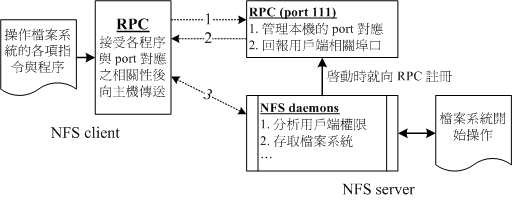 操作檔案系
統的各項指
令與程序
RPC
接受各程序
與 port 對應
之相關性後
向主機傳送
NFS client
1
2
3
RPC (port 111)
1. 管理本機的 port 對應
2. 回報用戶端相關埠口
啓動時就向 RPC 註冊
NFS daemons
1. 分析用戶端權限
2. 存取檔案系統
…
檔案系統開
始操作
NFS server